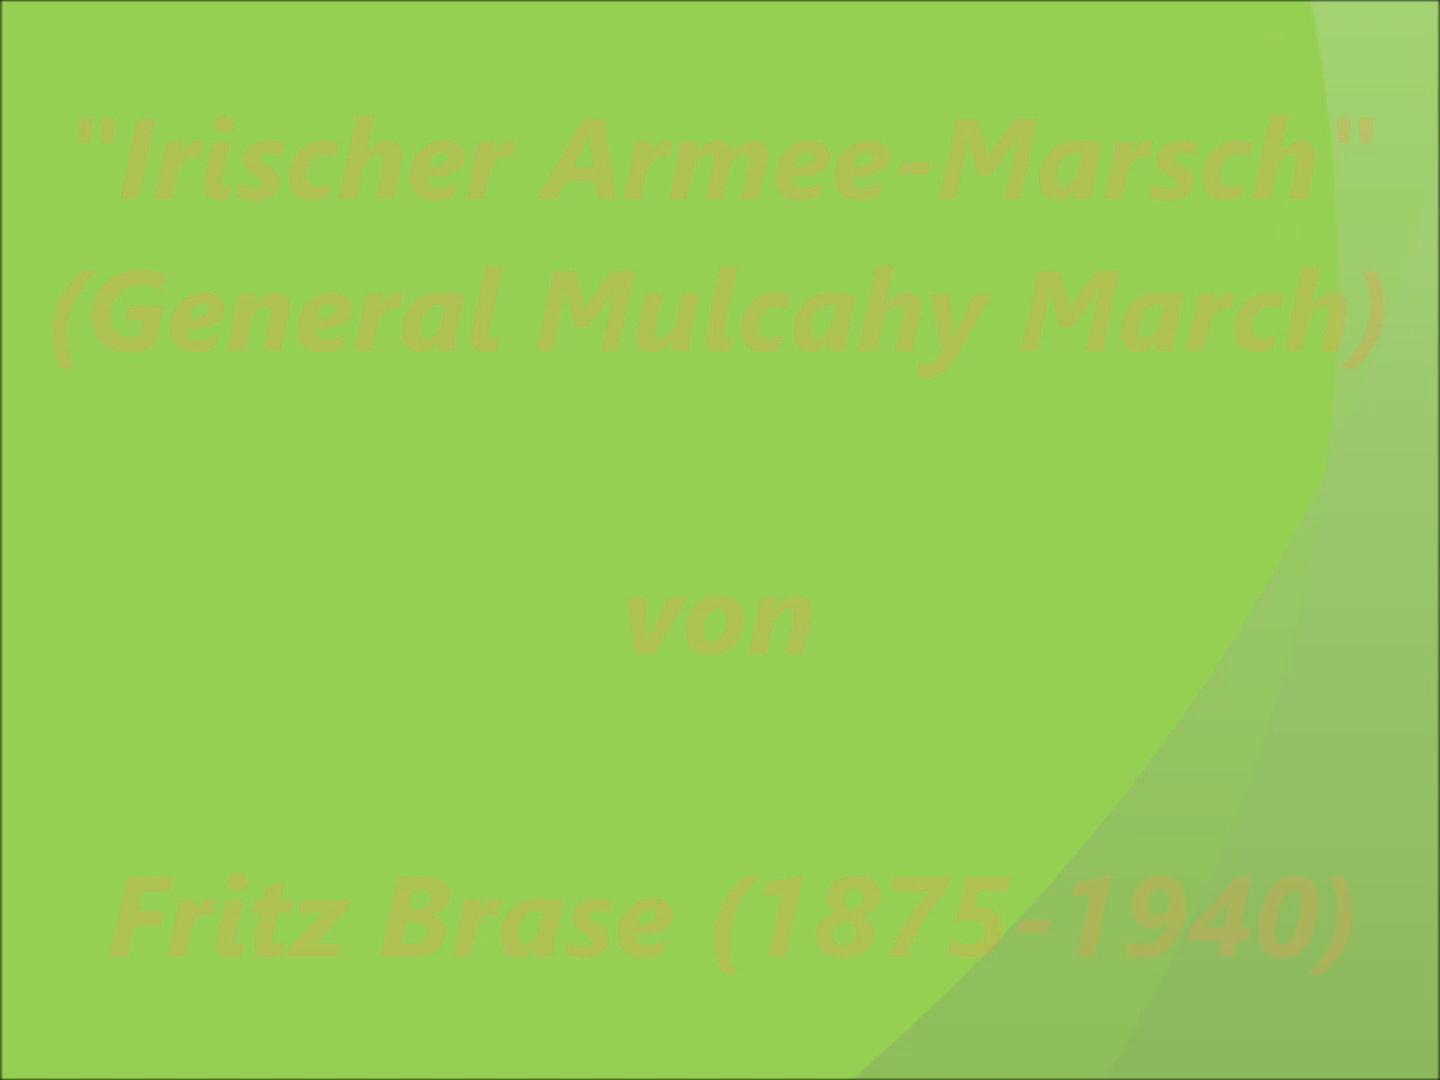 "Irischer Armee-Marsch"
(General Mulcahy March)
von
Fritz Brase (1875-1940)